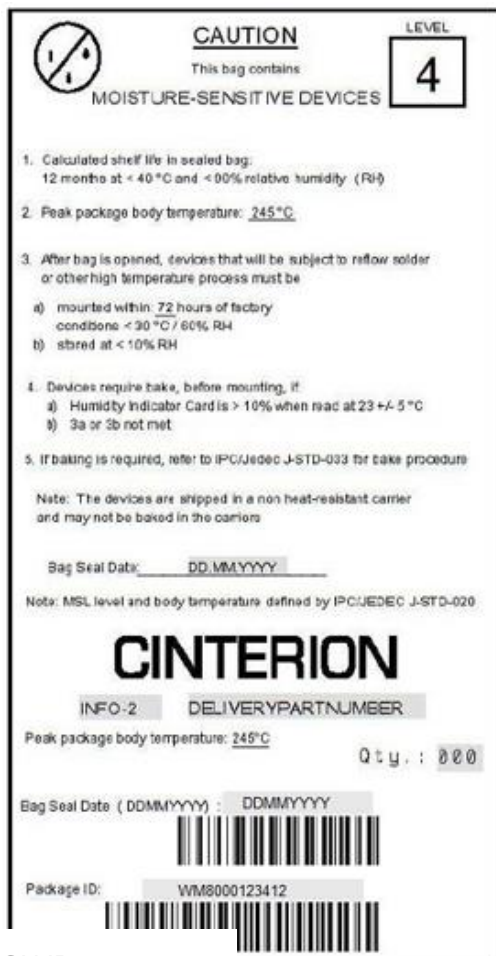 LEVEL
CAUTION
4
This bag contains
MOISTURE-SENSITIVE DEVICES
1. Calculated shelf life in sealed bag:
12 months at < 40 °C and < 90% relative humidity (RH)
2. Peak package body temperature: 245°C
3. After bag is opened, devices that will be subject to reflow solder
or other high temperature process must be
a) mounted within: 72 hours of factory
conditions < 30 °C / 60% RH
b) stored at < 10% RH
4. Devices require bake, before mounting, if:
a) Humidity Indicator Card is > 10% when read at 23 +/- 5 °C
b) 3a or 3b not met
5. If baking is required, refer to IPC/Jedec J-STD-033 for bake procedure
Note: The devices are shipped in a non heat-resistant carrier
and may not be baked in the carriers
Bag Seal Date: DD.MM.YYYY
Note: MSL level and body temperature defined by IPC/JEDEC J-STD-020
CINTERION
INFO-2 DELIVERYPARTNUMBER
Peak package body temperature: 245°C
Qty.: 000
Bag Seal Date (DDMMYYYY) : DDMMYYYY
Package ID: WM8000123412